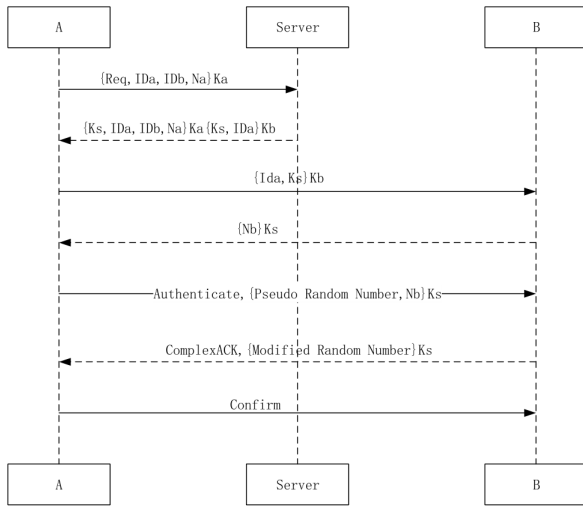 A Server B
{Req,IDa,IDb,Na}Ka
{Ks,IDa,IDb,Na}Ka{Ks,IDa}Kb
{Ida,Ks}Kb
{Nb}Ks
Authenticate,{Pseudo Random Number,Nb}Ks
ComplexACK,{Modified Random Number}Ks
Confirm
A Server B